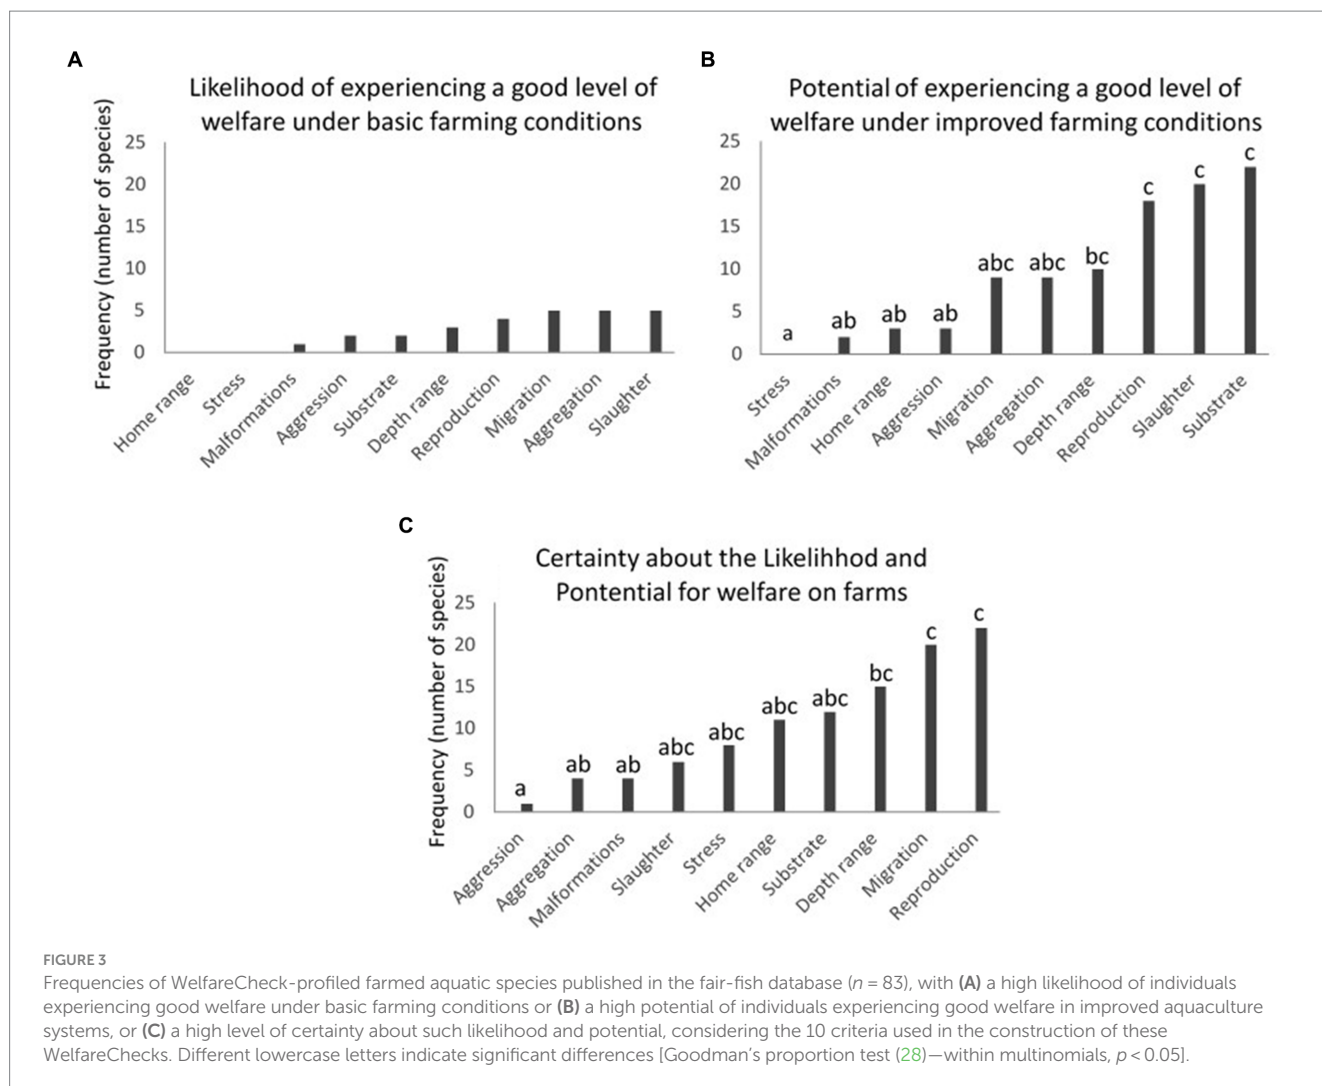 A
Likelihood of experiencing a good level of
welfare under basic farming conditions
Frequency (number of species)
25
20
15
10
5
0
Home range
Stress
Malformations
Aggression
Substrate
Depth range
Reproduction
Migration
Aggregation
Slaughter
B
Potential of experiencing a good level of
welfare under improved farming conditions
25
20
15
10
5
0
a
ab
ab
ab
abc
abc
bc
c
c
c
Stress
Malformations
Home range
Aggression
Migration
Aggregation
Depth range
Reproduction
Slaughter
Substrate
C
Certainty about the Likelihhod and
Pontential for welfare on farms
Frequency (number of species)
25
20
15
10
5
0
a
ab
ab
abc
abc
abc
abc
bc
c
c
Aggression
Aggregation
Malformations
Slaughter
Stress
Home range
Substrate
Depth range
Migration
Reproduction
FIGURE 3
Frequencies of WelfareCheck-profiled farmed aquatic species published in the fair-fish database (n = 83), with (A) a high likelihood of individuals
experiencing good welfare under basic farming conditions or (B) a high potential of individuals experiencing good welfare in improved aquaculture
systems, or (C) a high level of certainty about such likelihood and potential, considering the 10 criteria used in the construction of these
WelfareChecks. Different lowercase letters indicate significant differences [Goodman's proportion test (28)—within multinomials, p < 0.05].